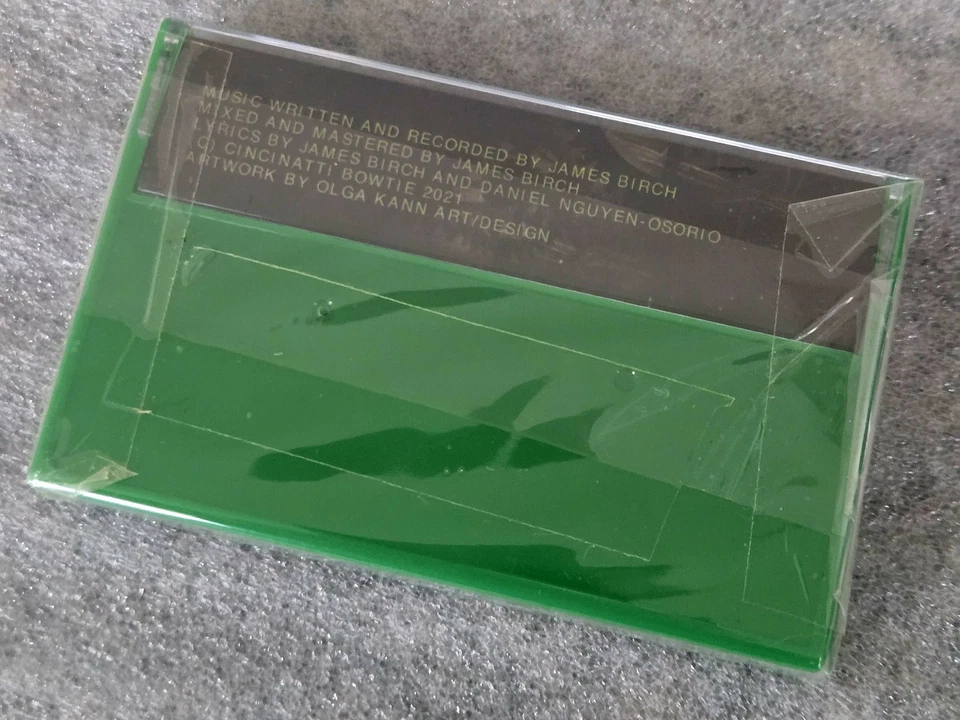 MUSIC WRITTEN AND RECORDED BY JAMES BIRCH
MIXED AND MASTERED BY JAMES BIRCH
LYRICS BY JAMES BIRCH AND DANIEL NGUYEN-OSORIO
(C) CINCINATTI BOWTIE 2021
ARTWORK BY OLGA KANN ART/DESIGN